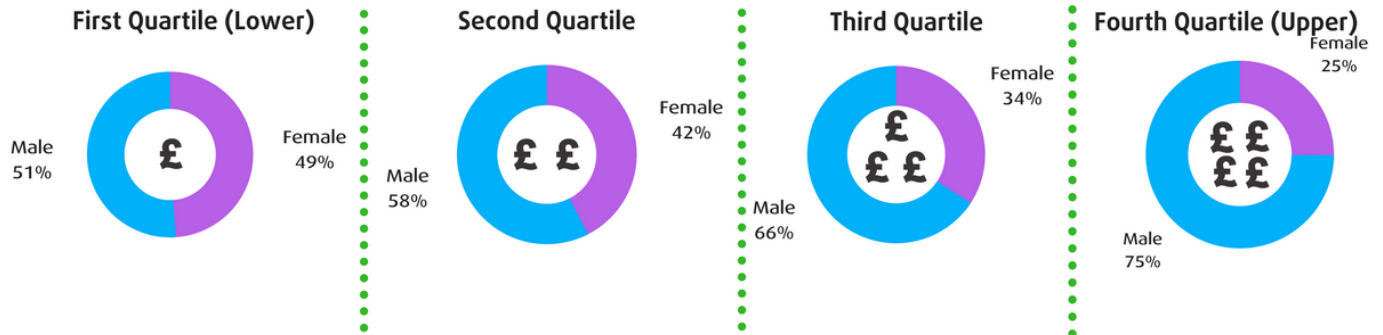 First Quartile (Lower)
Male
51%
Female
49%
£
Second Quartile
Male
58%
Female
42%
£ £
Third Quartile
Male
66%
Female
34%
£
£ £
Fourth Quartile (Upper)
Female
25%
Male
75%
£ £
£ £